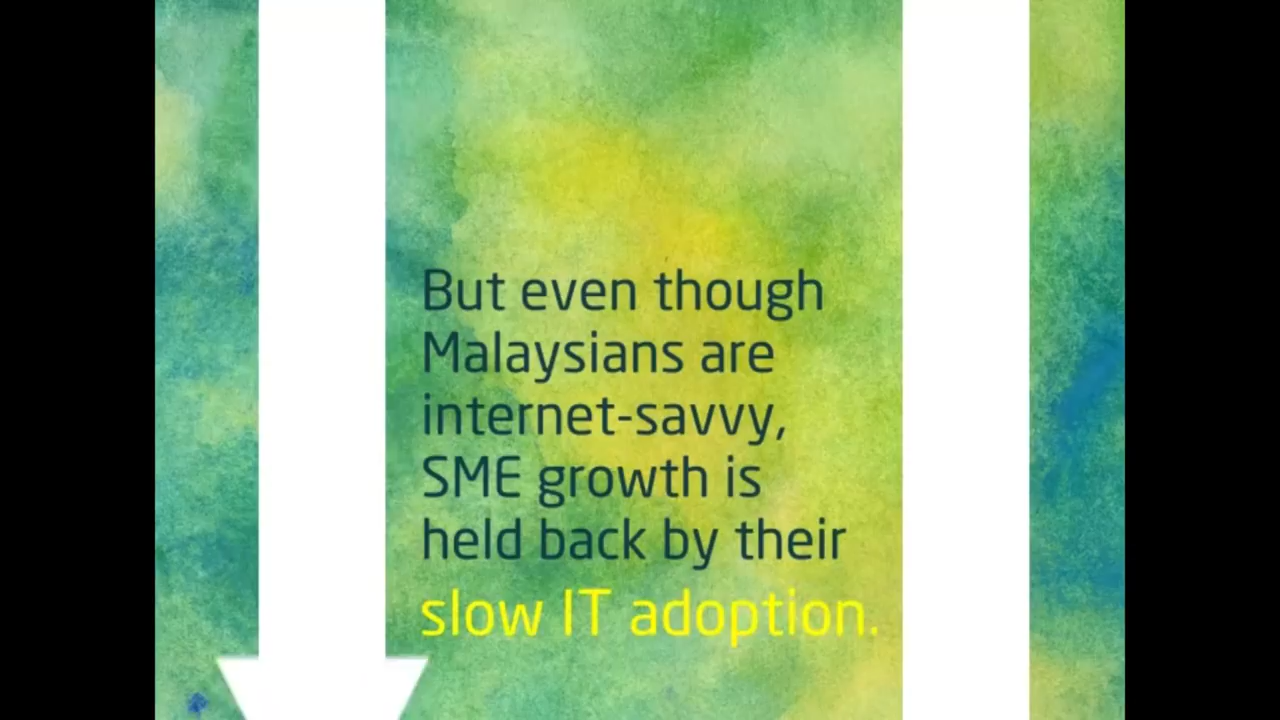 But even though
Malaysians are
internet-savvy,
SME growth is
held back by their
slow IT adoption.